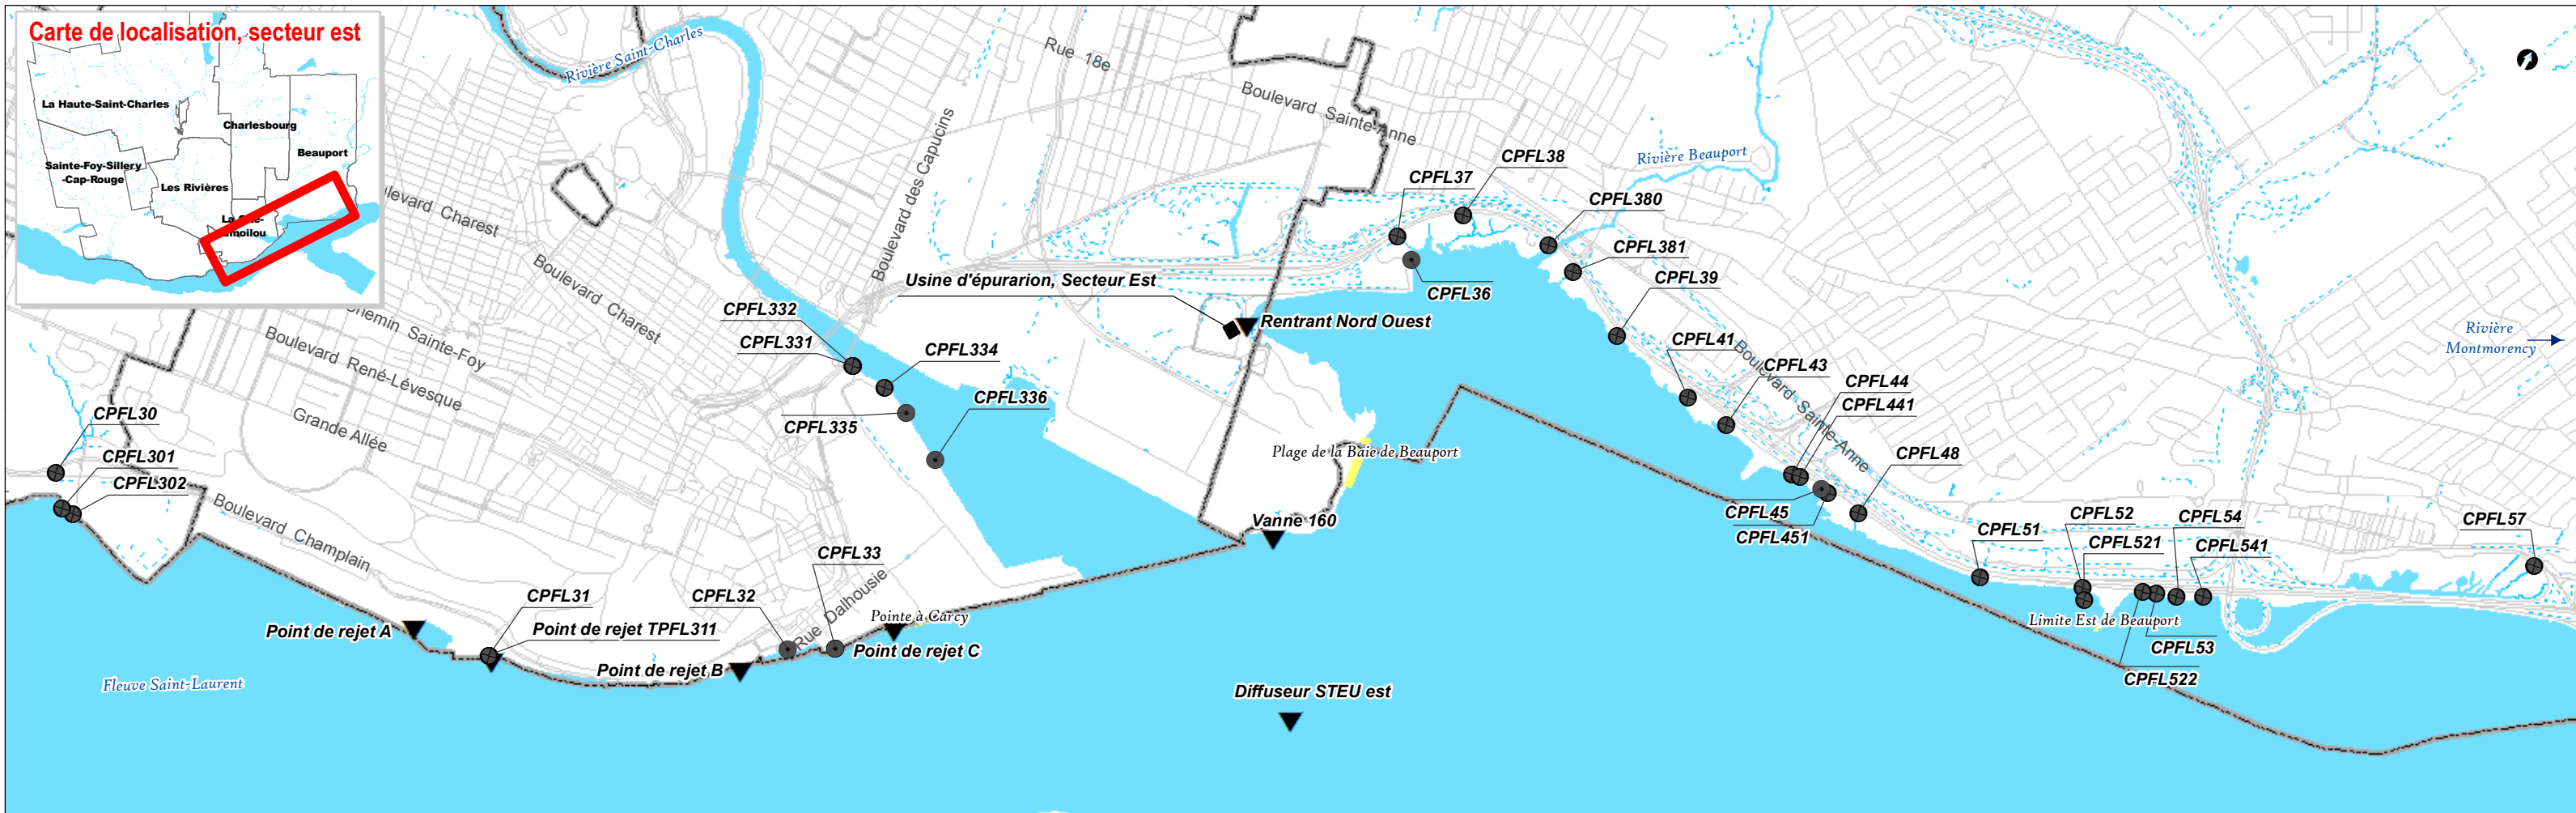 Carte de localisation, secteur est
La Haute-Saint-Charles
Charlesbourg
Beauport
Sainte-Foy-Sillery
-Cap-Rouge
Les Rivières
Rivière Saint-Charles
Rue 18e
Boulevard Sainte-Anne
Boulevard des Capucins
Rivière Beauport
CPFL38
CPFL37
CPFL380
CPFL381
CPFL36
CPFL39
Boulevard Charest
Chemin Sainte-Foy
Boulevard René-Lévesque
Grande Allée
Usine d'épurarion, Secteur Est
Rentrant Nord Ouest
CPFL332
CPFL331
CPFL334
CPFL335
CPFL336
CPFL41
CPFL43
Boulevard Sainte-Anne
CPFL44
CPFL441
CPFL48
Rivière
Montmorency
CPFL30
CPFL301
CPFL302
Boulevard Champlain
Plage de la Baie de Beauport
Vanne 160
CPFL45
CPFL451
CPFL51
CPFL52
CPFL521
CPFL54
CPFL541
CPFL57
CPFL33
CPFL31
CPFL32
Rue Dalhousie
Pointe à Carcy
Point de rejet A
Point de rejet TPFL311
Point de rejet B
Point de rejet C
Limite Est de Beauport
CPFL53
CPFL522
Fleuve Saint-Laurent
Diffuseur STEU est